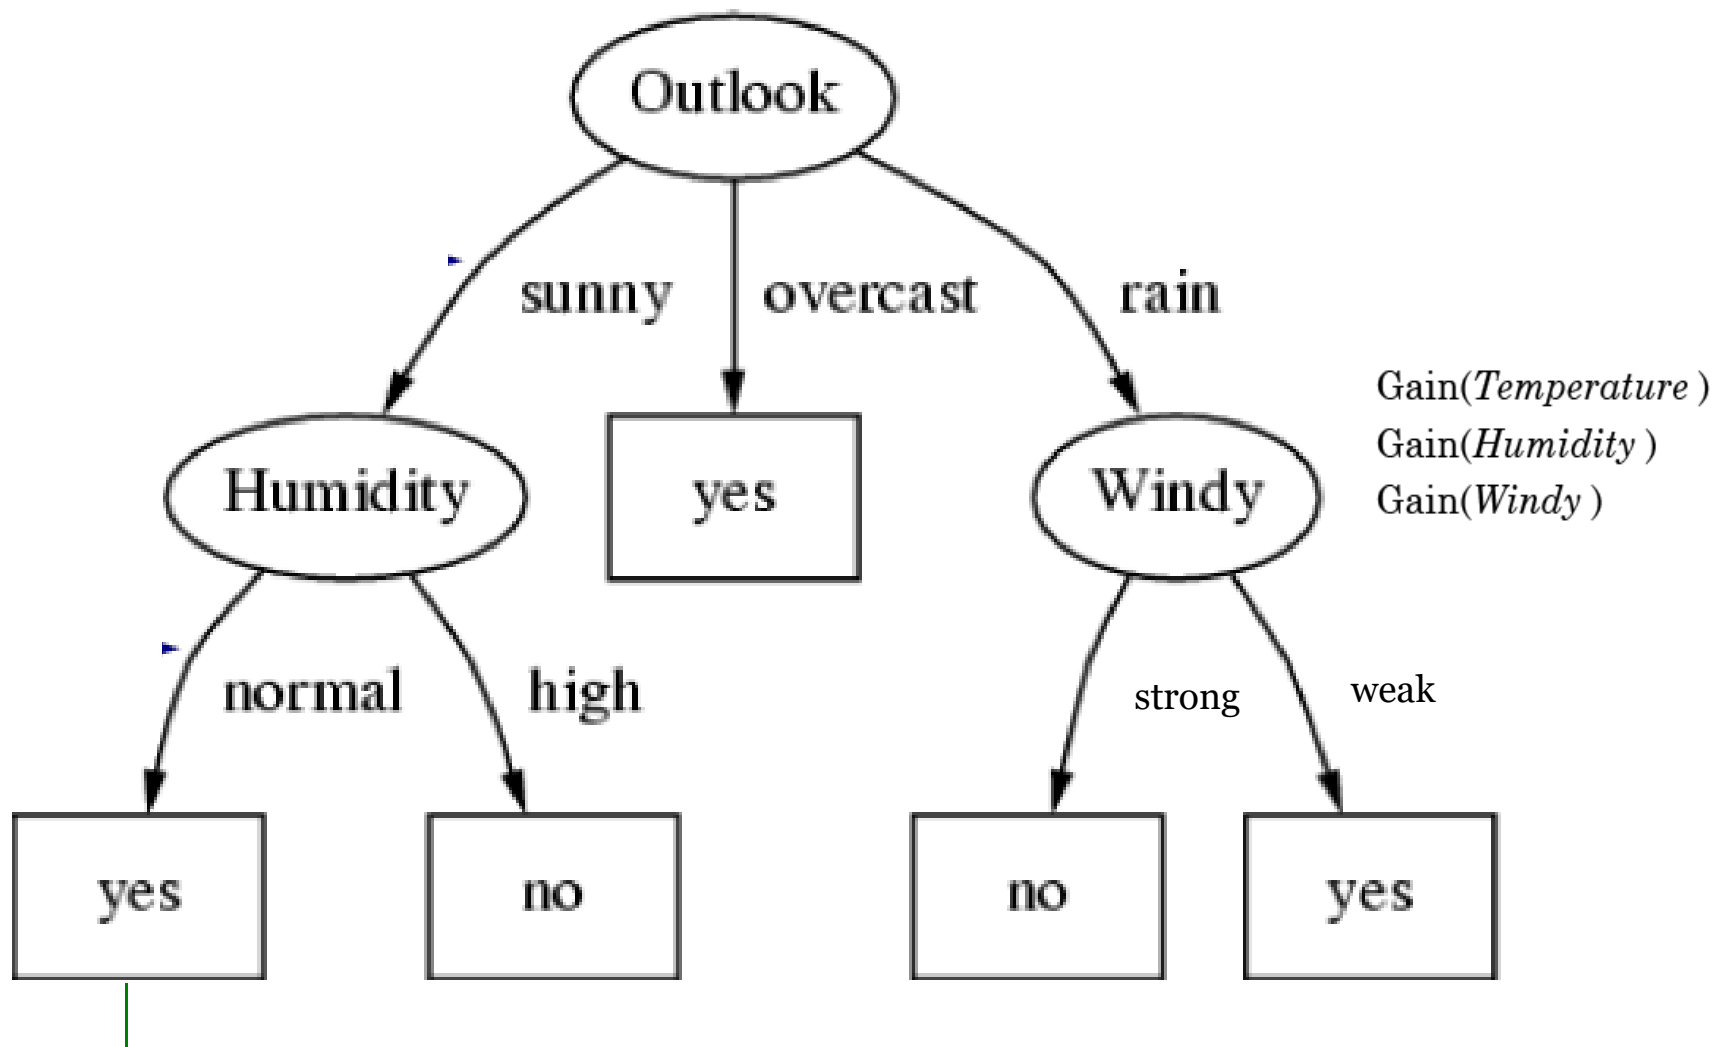 Outlook
sunny
overcast
rain
Gain(Temperature )
Gain(Humidity )
Gain(Windy )
Humidity
yes
Windy
normal
high
strong
weak
yes
no
no
yes